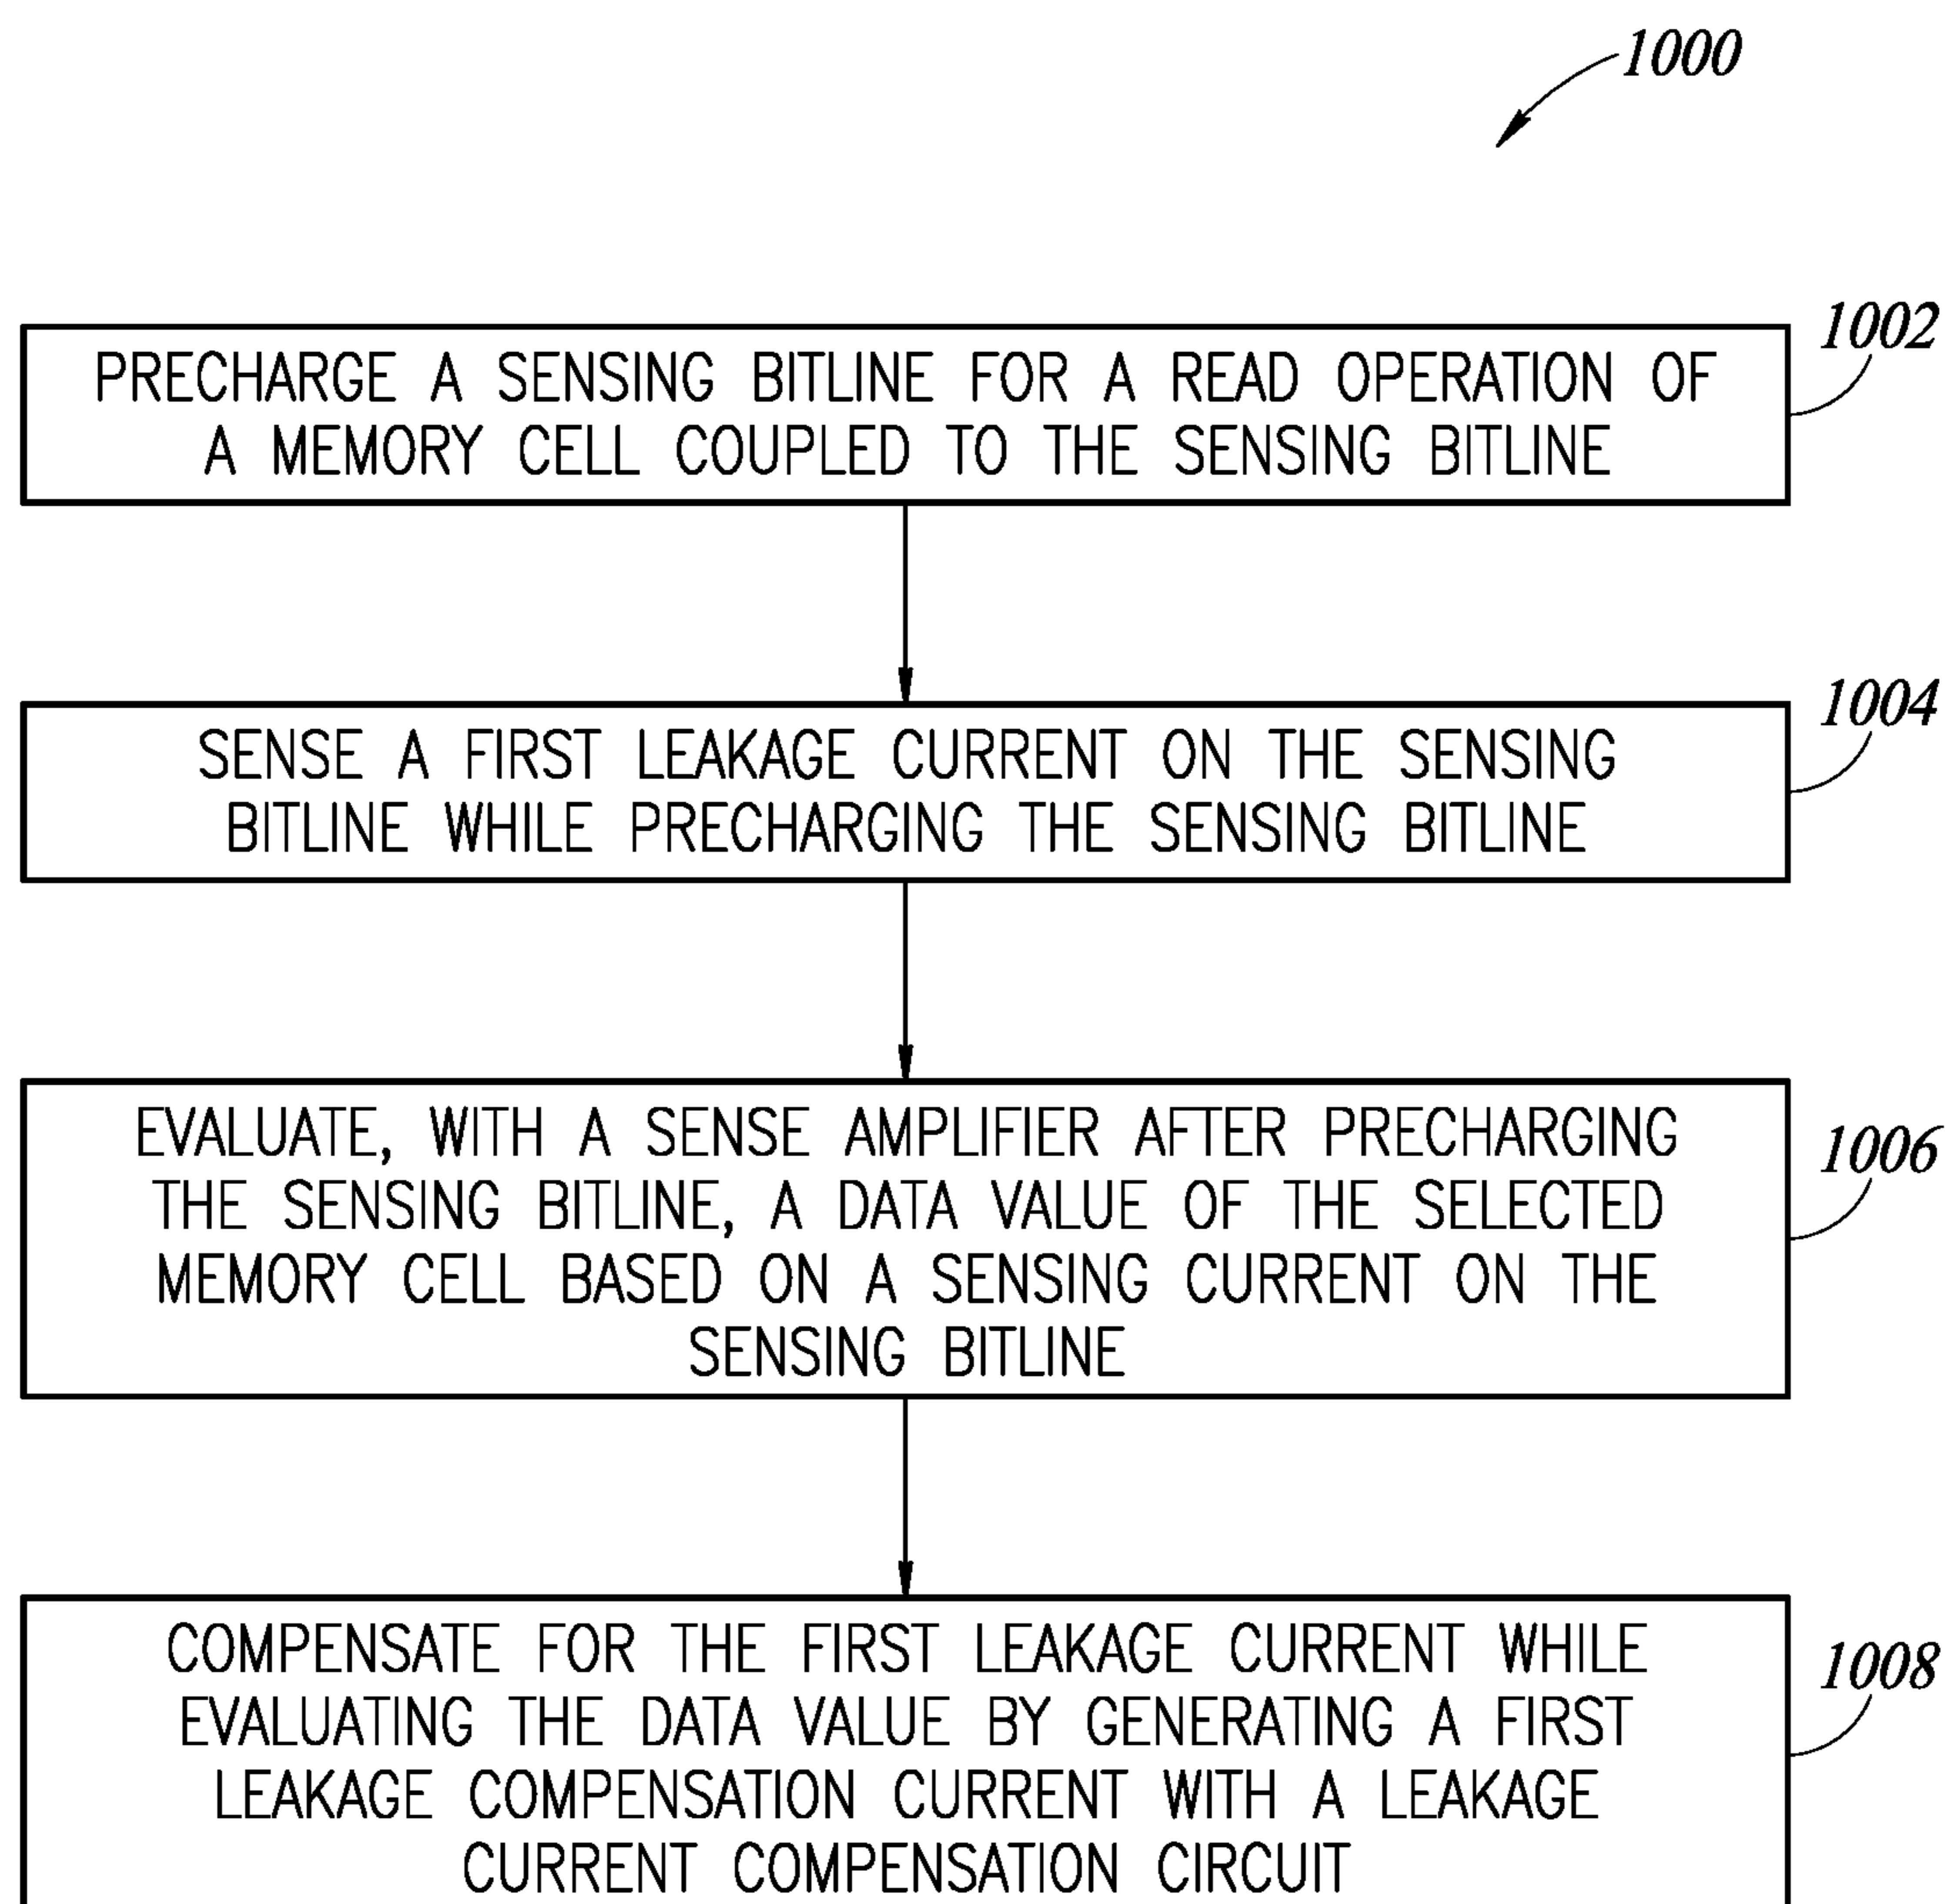 1000
1002
PRECHARGE A SENSING BITLINE FOR A READ OPERATION OF
A MEMORY CELL COUPLED TO THE SENSING BITLINE
1004
SENSE A FIRST LEAKAGE CURRENT ON THE SENSING
BITLINE WHILE PRECHARGING THE SENSING BITLINE
1006
EVALUATE, WITH A SENSE AMPLIFIER AFTER PRECHARGING
THE SENSING BITLINE, A DATA VALUE OF THE SELECTED
MEMORY CELL BASED ON A SENSING CURRENT ON THE
SENSING BITLINE
1008
COMPENSATE FOR THE FIRST LEAKAGE CURRENT WHILE
EVALUATING THE DATA VALUE BY GENERATING A FIRST
LEAKAGE COMPENSATION CURRENT WITH A LEAKAGE
CURRENT COMPENSATION CIRCUIT